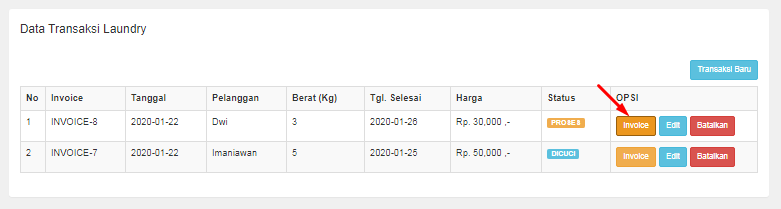 Data Transaksi Laundry
Transaksi Baru
No Invoice Tanggal Pelanggan Berat (Kg) Tgl. Selesai Harga Status OPSI
1 INVOICE-8 2020-01-22 Dwi 3 2020-01-26 Rp. 30,000 ,- PROSES Invoice Edit Batalkan
2 INVOICE-7 2020-01-22 Imaniawan 5 2020-01-25 Rp. 50,000 ,- DICUCI Invoice Edit Batalkan